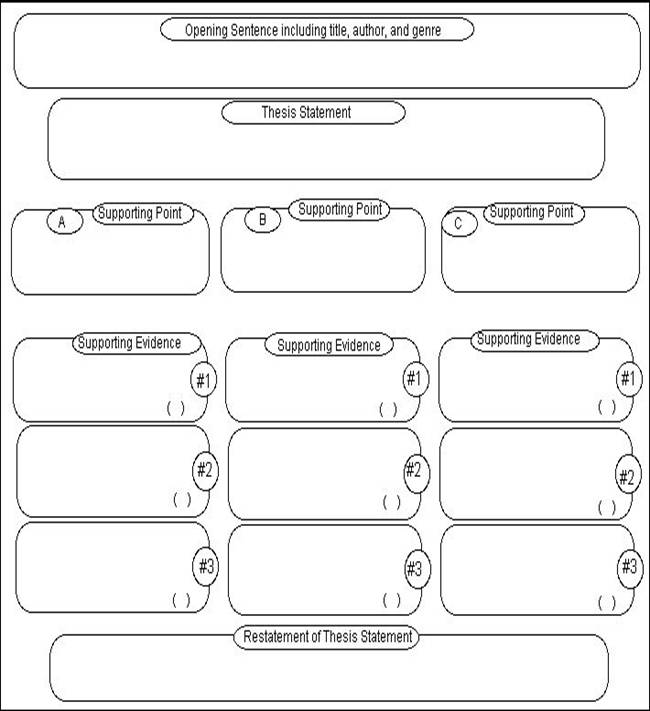 Opening Sentence including title, author, and genre
Thesis Statement
A Supporting Point
B Supporting Point
C Supporting Point
Supporting Evidence
Supporting Evidence
Supporting Evidence
#1
( )
#1
( )
#1
( )
#2
( )
#2
( )
#2
( )
#3
( )
#3
( )
#3
( )
Restatement of Thesis Statement